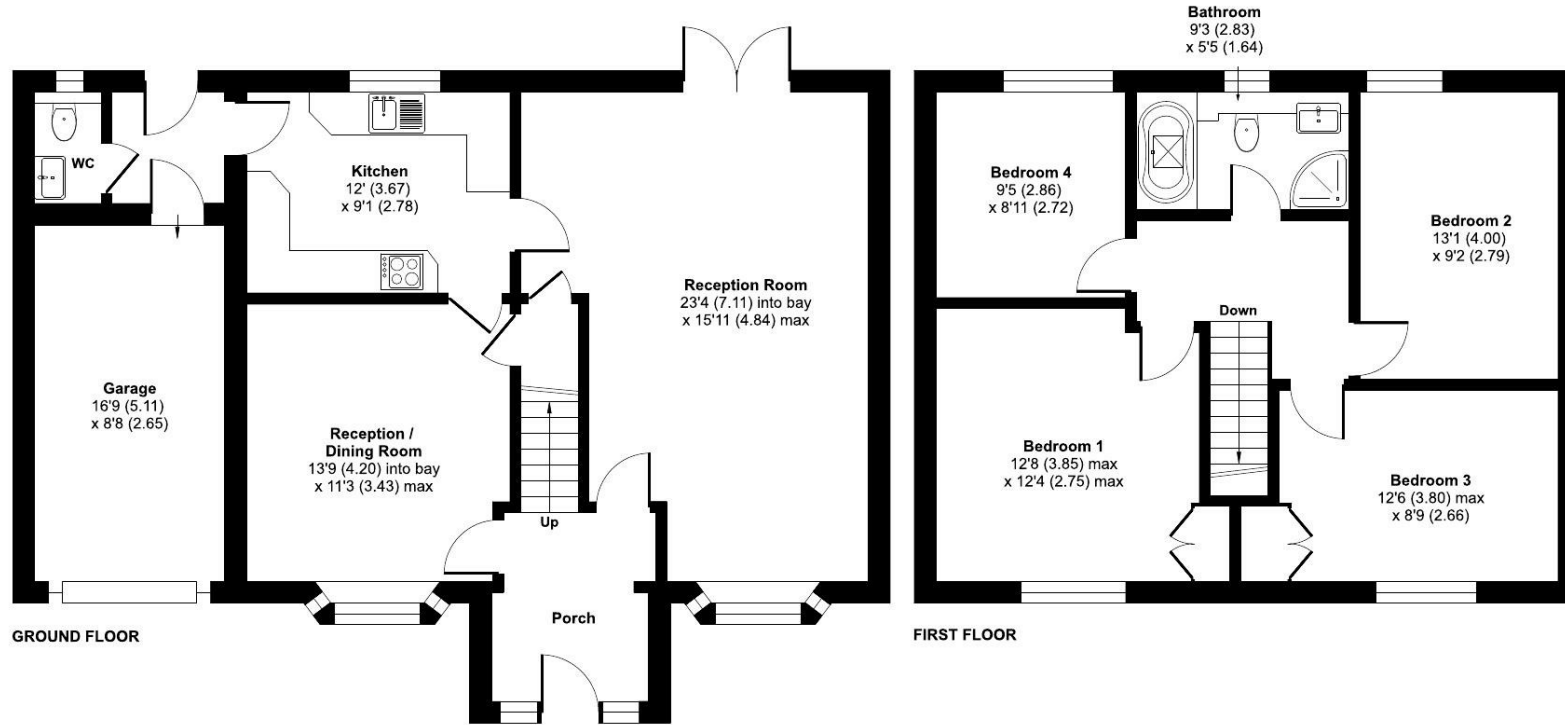 Bathroom
9'3 (2.83)
x 5'5 (1.64)
WC
Kitchen
12' (3.67)
x 9'1 (2.78)
Reception Room
23'4 (7.11) into bay
x 15'11 (4.84) max
Garage
16'9 (5.11)
x 8'8 (2.65)
Reception /
Dining Room
13'9 (4.20) into bay
x 11'3 (3.43) max
Up
Porch
GROUND FLOOR
Bedroom 4
9'5 (2.86)
x 8'11 (2.72)
Bedroom 2
13'1 (4.00)
x 9'2 (2.79)
Down
Bedroom 1
12'8 (3.85) max
x 12'4 (2.75) max
Bedroom 3
12'6 (3.80) max
x 8'9 (2.66)
FIRST FLOOR